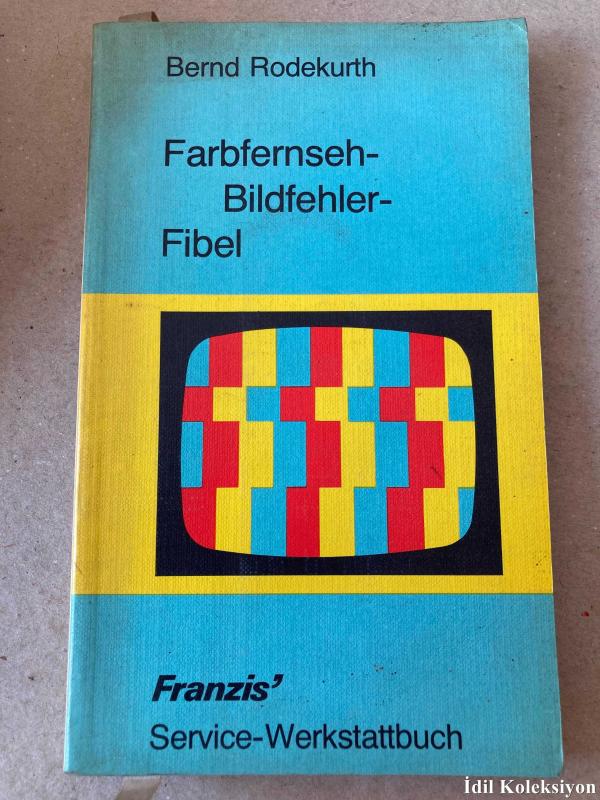 Bernd Rodekurth
Farbfernseh-
Bildfehler-
Fibel
Franzis’
Service-Werkstattbuch
İdil Koleksiyon